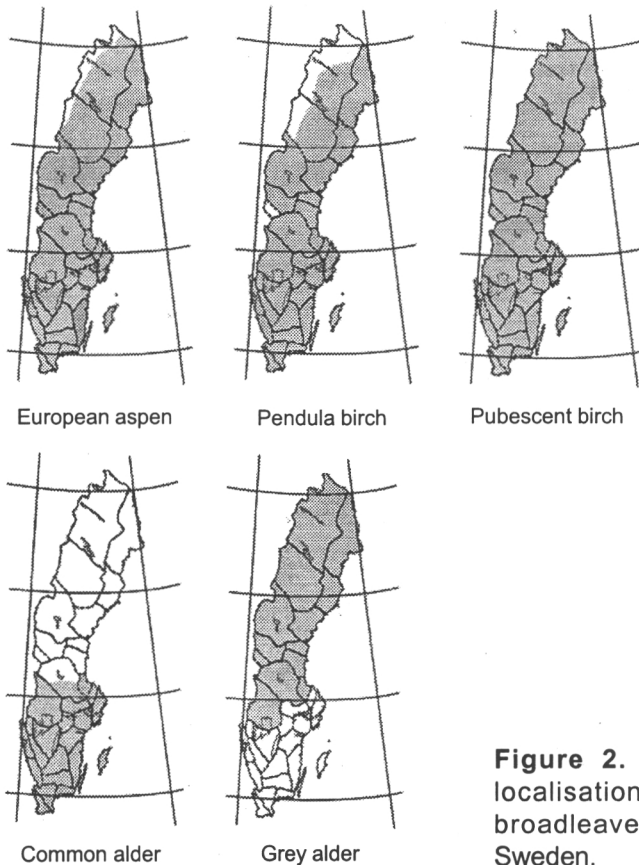 European aspen
Pendula birch
Pubescent birch
Common alder
Grey alder
Figure 2.
localisation
broadleave
Sweden.